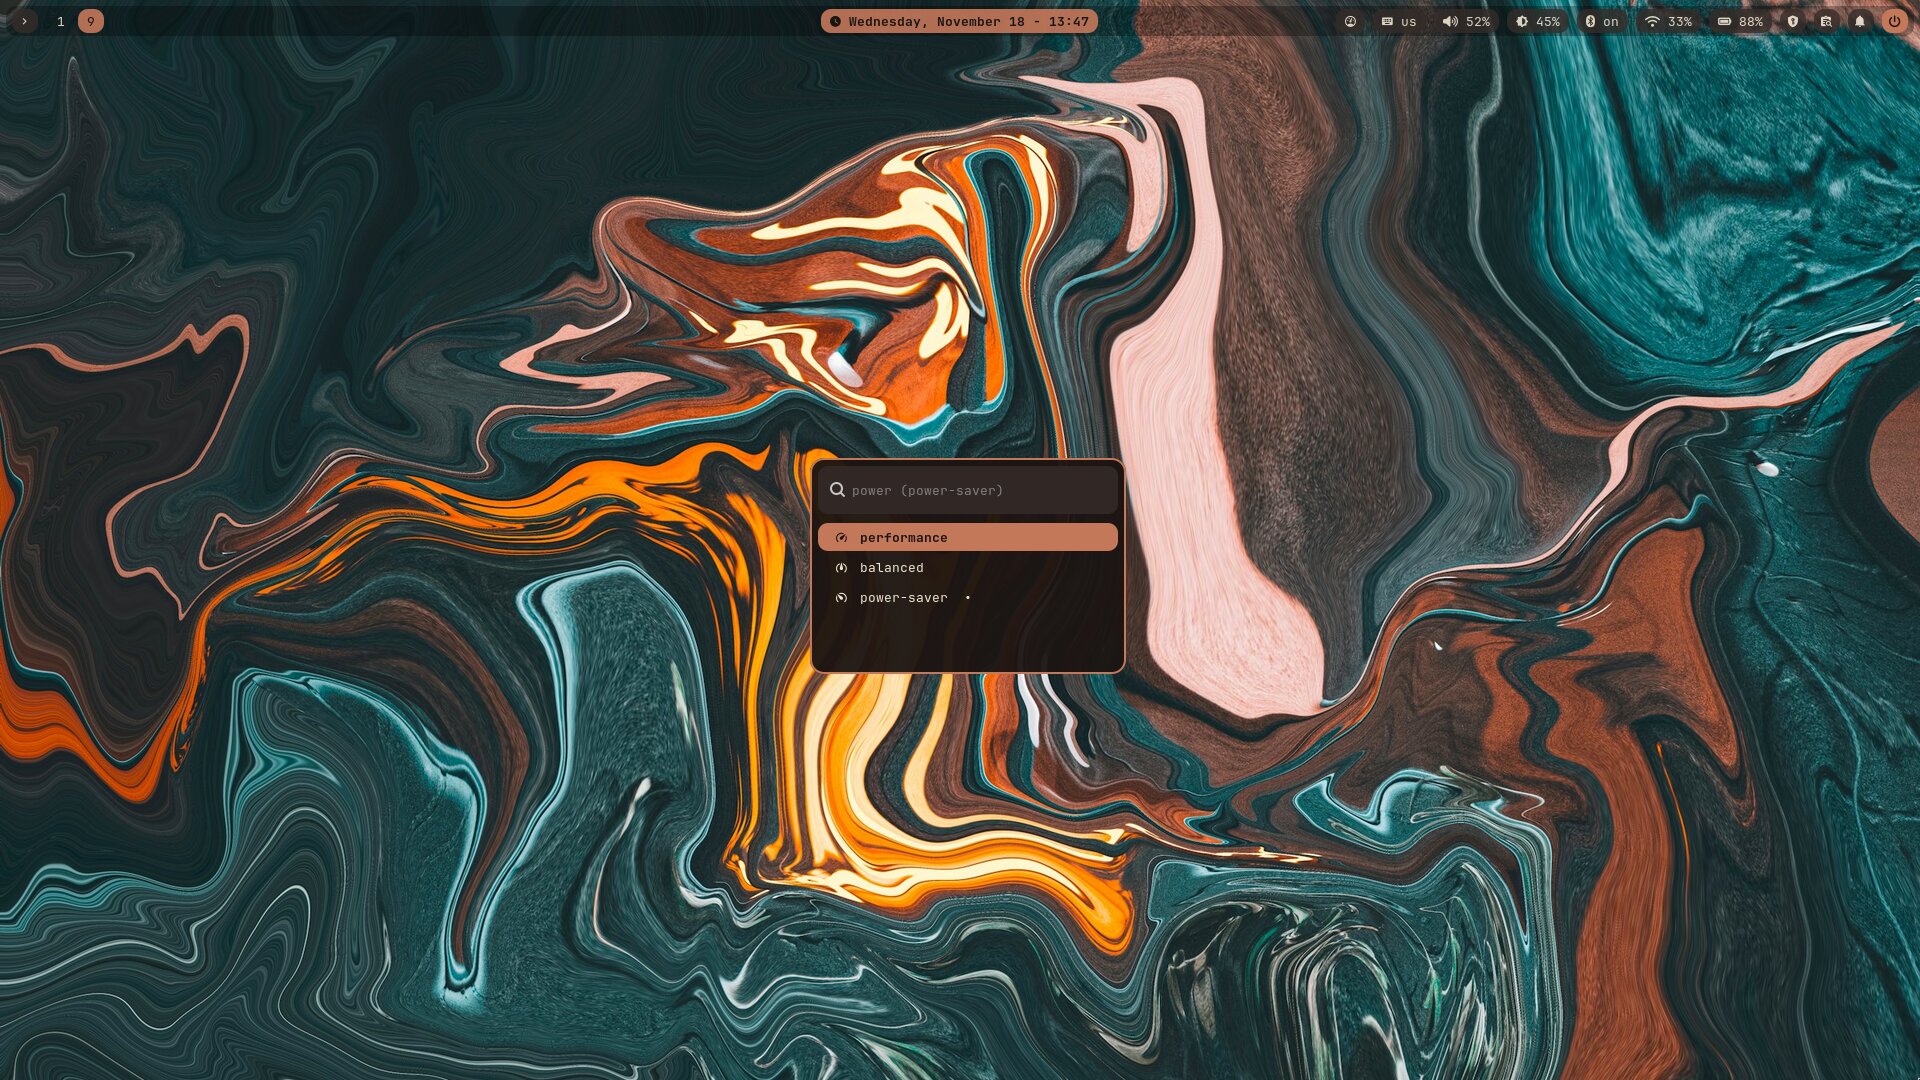 1 9 Wednesday, November 18 - 13:47 us 52% 45% on 33% 88%
power (power-saver)
performance
balanced
power-saver •